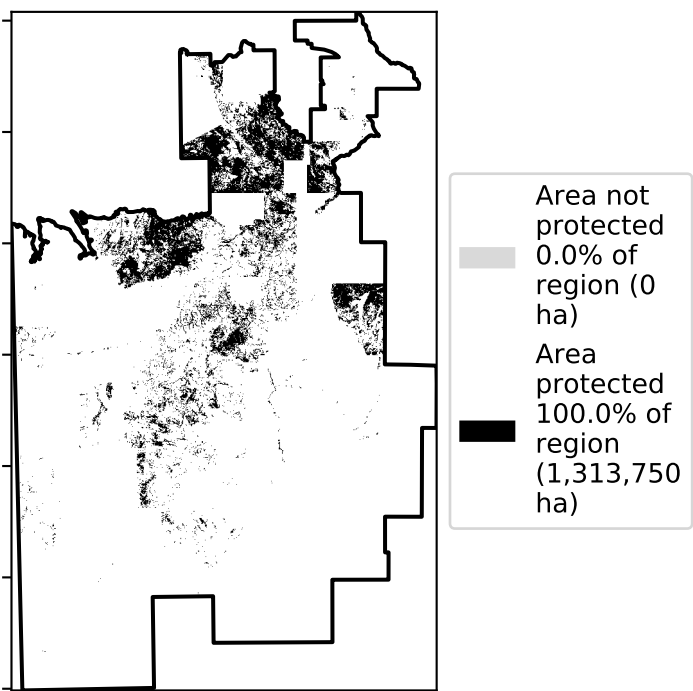 Area not
protected
0.0% of
region (0
ha)
Area
protected
100.0% of
region
(1,313,750
ha)